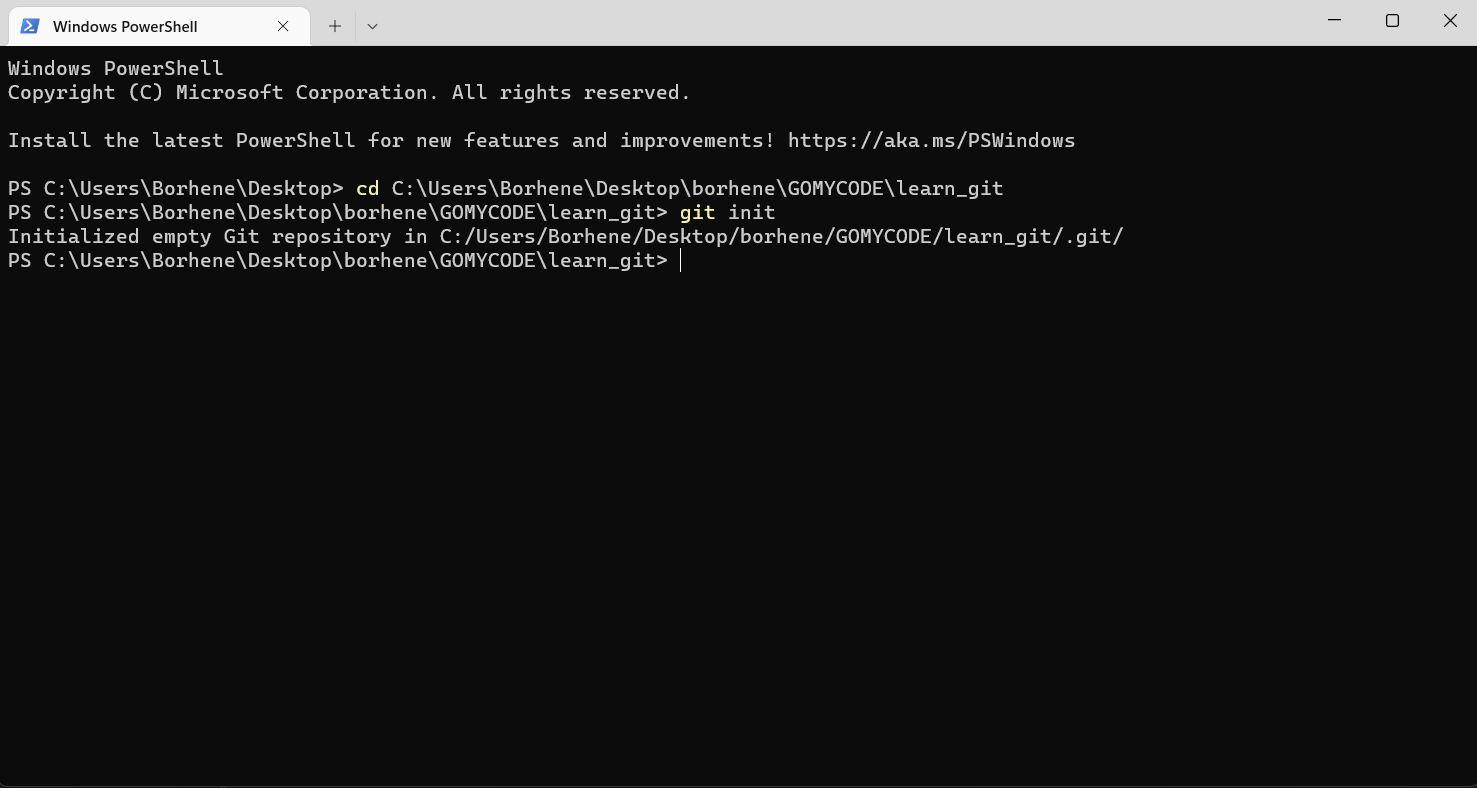 Windows PowerShell
Windows PowerShell
Copyright (C) Microsoft Corporation. All rights reserved.
Install the latest PowerShell for new features and improvements! https://aka.ms/PSWindows
PS C:\Users\Borhene\Desktop> cd C:\Users\Borhene\Desktop\borhene\GOMYCODE\learn_git
PS C:\Users\Borhene\Desktop\borhene\GOMYCODE\learn_git> git init
Initialized empty Git repository in C:/Users/Borhene/Desktop/borhene/GOMYCODE/learn_git/.git/
PS C:\Users\Borhene\Desktop\borhene\GOMYCODE\learn_git>